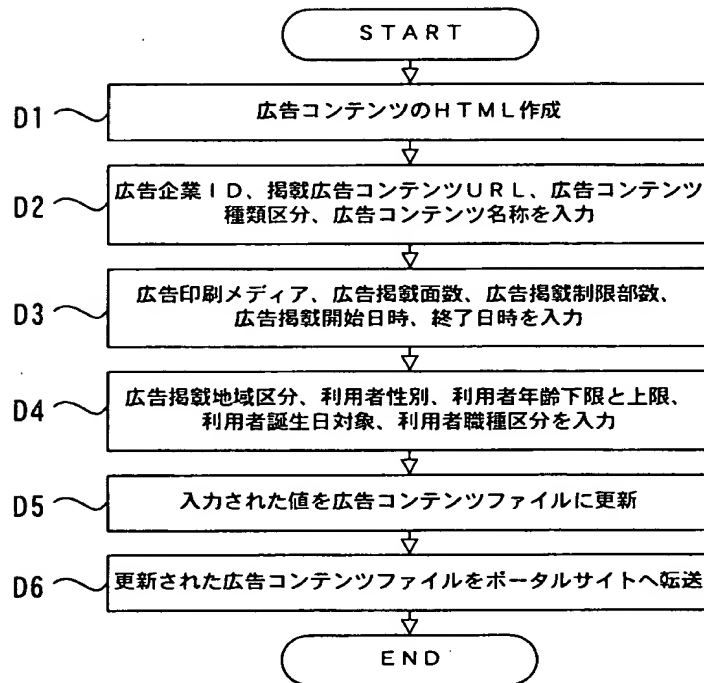 START
D1 広告コンテンツのHTML作成
D2 広告企業ID、掲載広告コンテンツURL、広告コンテンツ
種類区分、広告コンテンツ名称を入力
D3 広告印刷メディア、広告掲載面数、広告掲載制限部数、
広告掲載開始日時、終了日時を入力
D4 広告掲載地域区分、利用者性別、利用者年齢下限と上限、
利用者誕生日対象、利用者職種区分を入力
D5 入力された値を広告コンテンツファイルに更新
D6 更新された広告コンテンツファイルをポータルサイトへ転送
END